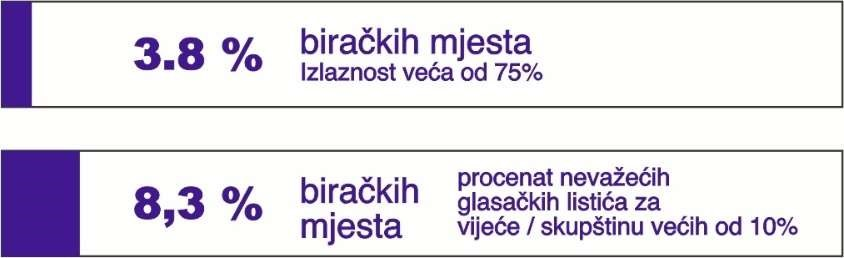 3.8 %
biračkih mjesta
Izlaznost veća od 75%
8,3 %
biračkih
mjesta
procenat nevažećih
glasačkih listića za
vijeće / skupštinu većih od 10%